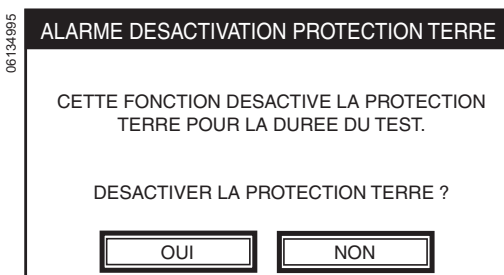 06134995
ALARME DESACTIVATION PROTECTION TERRE
CETTE FONCTION DESACTIVE LA PROTECTION
TERRE POUR LA DUREE DU TEST.
DESACTIVER LA PROTECTION TERRE ?
OUI
NON